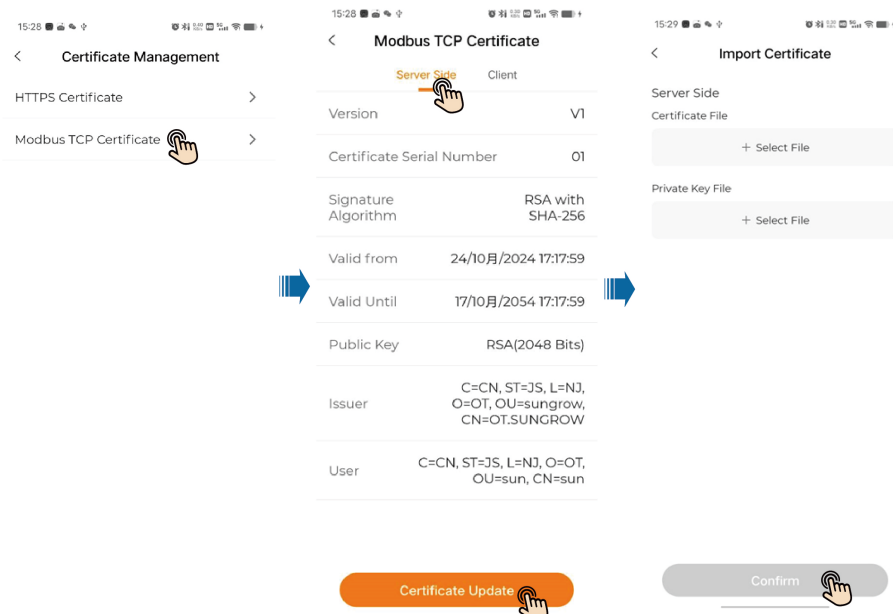 15:28
Certificate Management
HTTPS Certificate
Modbus TCP Certificate
15:28
Modbus TCP Certificate
Server Side Client
Version V1
Certificate Serial Number 01
Signature Algorithm RSA with SHA-256
Valid from 24/10月/2024 17:17:59
Valid Until 17/10月/2054 17:17:59
Public Key RSA(2048 Bits)
Issuer C=CN, ST=JS, L=NJ,
O=OT, OU=sungrow,
CN=OT.SUNGROW
User C=CN, ST=JS, L=NJ, O=OT,
OU=sun, CN=sun
Certificate Update
15:29
Import Certificate
Server Side
Certificate File
+ Select File
Private Key File
+ Select File
Confirm